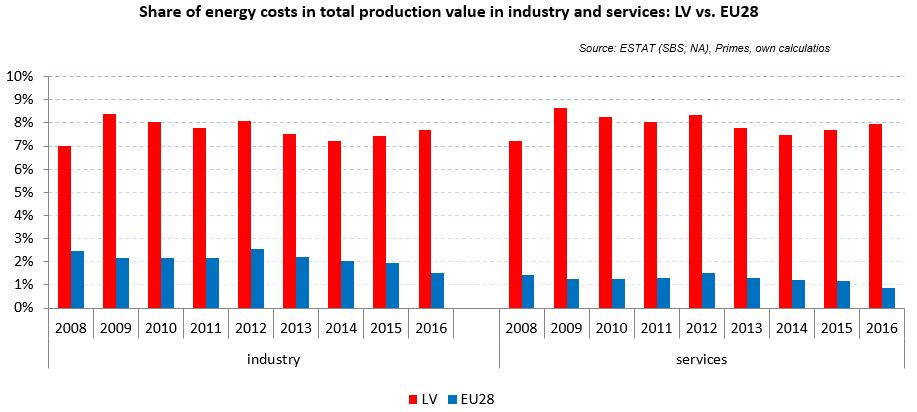 Share of energy costs in total production value in industry and services: LV vs. EU28
Source: ESTAT (SBS; NA), Primes, own calculatios
10%
9%
8%
7%
6%
5%
4%
3%
2%
1%
0%
2008 2009 2010 2011 2012 2013 2014 2015 2016 2008 2009 2010 2011 2012 2013 2014 2015 2016
industry services
LV EU28